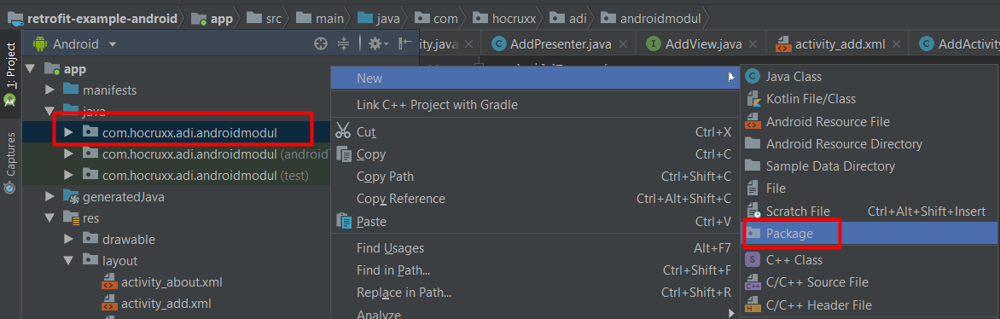 retrofit-example-android app src main java com hocruxx adi androidmodul
1: Project
Captures
Android
ity.java AddPresenter.java AddView.java activity_add.xml AddActivity
app
manifests
java
com.hocruxx.adi.androidmodul
com.hocruxx.adi.androidmodul (android
com.hocruxx.adi.androidmodul (test)
generatedJava
res
drawable
layout
activity_about.xml
activity_add.xml
New
Link C++ Project with Gradle
Cut Ctrl+X
Copy Ctrl+C
Copy Path Ctrl+Shift+C
Copy Reference Ctrl+Alt+Shift+C
Paste Ctrl+V
Find Usages Alt+F7
Find in Path... Ctrl+Shift+F
Replace in Path... Ctrl+Shift+R
Analyze
Java Class
Kotlin File/Class
Android Resource File
Android Resource Directory
Sample Data Directory
File
Scratch File Ctrl+Alt+Shift+Insert
Package
C++ Class
C/C++ Source File
C/C++ Header File